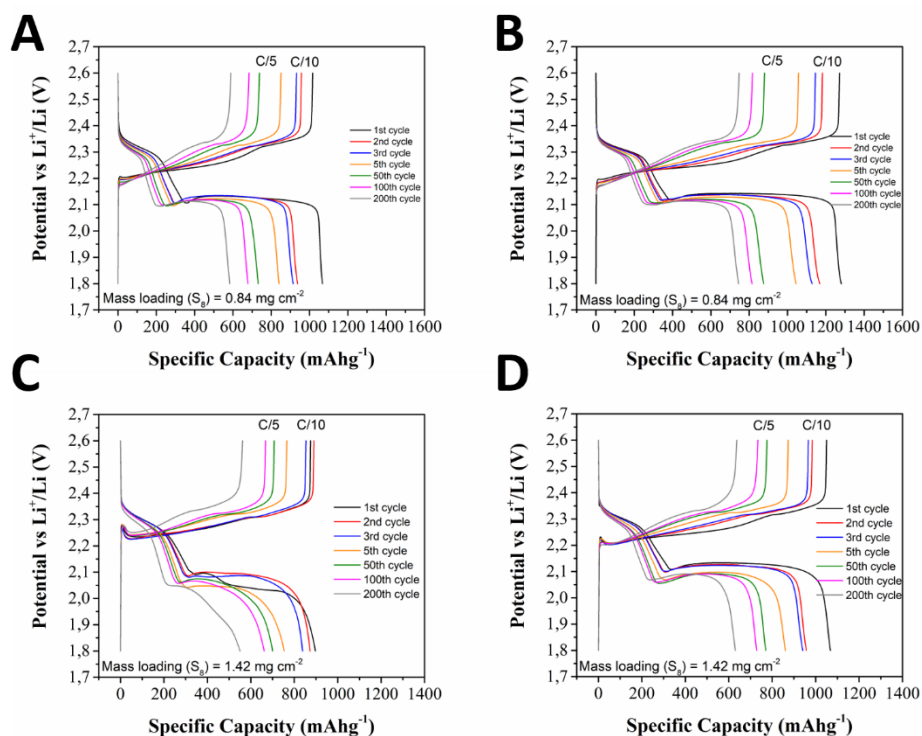 A
2,7
2,6
2,5
2,4
2,3
2,2
2,1
2,0
1,9
1,8
1,7
Potential vs Li⁺/Li (V)
C/5 C/10
1st cycle
2nd cycle
3rd cycle
5th cycle
50th cycle
100th cycle
200th cycle
Mass loading (S₈) = 0.84 mg cm⁻²
0 200 400 600 800 1000 1200 1400 1600
Specific Capacity (mAhg⁻¹)
B
2,7
2,6
2,5
2,4
2,3
2,2
2,1
2,0
1,9
1,8
1,7
Potential vs Li⁺/Li (V)
C/5 C/10
1st cycle
2nd cycle
3rd cycle
5th cycle
50th cycle
100th cycle
200th cycle
Mass loading (S₈) = 0.84 mg cm⁻²
0 200 400 600 800 1000 1200 1400 1600
Specific Capacity (mAhg⁻¹)
C
2,7
2,6
2,5
2,4
2,3
2,2
2,1
2,0
1,9
1,8
1,7
Potential vs Li⁺/Li (V)
C/5 C/10
1st cycle
2nd cycle
3rd cycle
5th cycle
50th cycle
100th cycle
200th cycle
Mass loading (S₈) = 1.42 mg cm⁻²
0 200 400 600 800 1000 1200 1400
Specific Capacity (mAhg⁻¹)
D
2,7
2,6
2,5
2,4
2,3
2,2
2,1
2,0
1,9
1,8
1,7
Potential vs Li⁺/Li (V)
C/5 C/10
1st cycle
2nd cycle
3rd cycle
5th cycle
50th cycle
100th cycle
200th cycle
Mass loading (S₈) = 1.42 mg cm⁻²
0 200 400 600 800 1000 1200 1400
Specific Capacity (mAhg⁻¹)